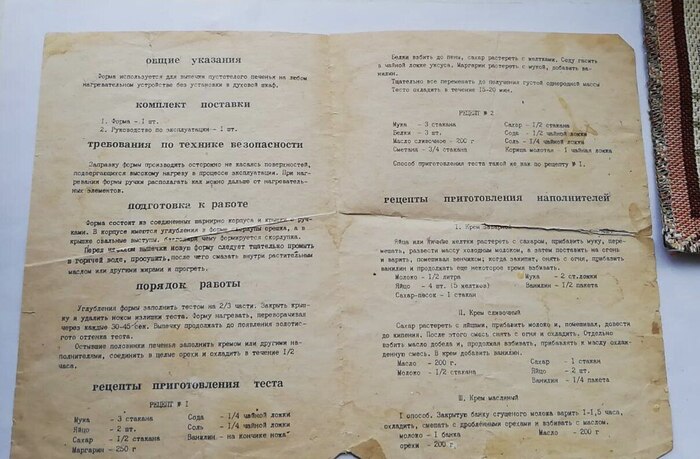 ОБЩИЕ УКАЗАНИЯ
Форма используется для выпечки пустотелого печенья на любом
нагревательном устройстве без установки в духовой шкаф.
КОМПЛЕКТ ПОСТАВКИ
1. Форма - 1 шт.
2. Руководство по эксплуатации - 1 шт.
ТРЕБОВАНИЯ ПО ТЕХНИКЕ БЕЗОПАСНОСТИ
Заправку формы производить осторожно не касаясь поверхностей,
подвергающихся высокому нагреву в процессе эксплуатации. При наг-
ревании формы ручки располагать как можно дальше от нагреватель-
ных элементов.
ПОДГОТОВКА К РАБОТЕ
Форма состоит из соединенных шарнирно корпуса и крышки с руч-
ками. В корпусе имеются углубления в форме скорлупы ореха, а в
крышке овальные выступы, благодаря чему формируется скорлупка.
Перед началом выпечки новую форму следует тщательно промыть
в горячей воде, просушить, после чего смазать внутри растительным
маслом или другими жирами и прогреть.
ПОРЯДОК РАБОТЫ
Углубления формы заполнить тестом на 2/3 части. Закрыть крыш-
ку и удалить ножом излишки теста. Форму нагревать, переворачивая
через каждые 30-45 сек. Выпечку продолжать до появления золотис-
того оттенка теста.
Остывшие половинки печенья заполнить кремом или другими на-
полнителями, соединить в целые орехи и охладить в течение 1/2
часа.
РЕЦЕПТЫ ПРИГОТОВЛЕНИЯ ТЕСТА
РЕЦЕПТ № 1
Мука - 3 стакана Сода - 1/4 чайной ложки
Яйцо - 2 шт. Соль - 1/4 чайной ложки
Сахар - 1/2 стакана Ванилин - на кончике ножа
Маргарин - 250 г
Белки взбить до пены, сахар растереть с желтками. Соду гасить
в чайной ложке уксуса. Маргарин растереть с мукой, добавить ва-
нилин.
Тщательно все перемешать до получения густой однородной массы
Тесто охладить в течение 15-20 мин.
РЕЦЕПТ № 2
Мука - 3 стакана Сахар - 1/2 стакана
Белки - 3 шт. Сода - 1/2 чайной ложки
Масло сливочное - 200 г Соль - 1/4 чайной ложки
Сметана - 3/4 стакана Корица молотая - 1 чайная ложка
Способ приготовления теста такой же как по рецепту № 1.
РЕЦЕПТЫ ПРИГОТОВЛЕНИЯ НАПОЛНИТЕЛЕЙ
I. Крем Заварной
Яйца или яичные желтки растереть с сахаром, прибавить муку, пере-
мешать, развести массу холодным молоком, а затем поставить на огонь
и варить, помешивая венчиком; когда закипит, снять с огня, прибавить
ванилин и продолжать еще некоторое время взбивать.
Молоко - 1/2 литра Мука - 2 ст.ложки
Яйцо - 4 шт. (5 желтков) Ванилин - 1/2 пакета
Сахар-песок - 1 стакан
II. Крем сливочный
Сахар растереть с яйцами, прибавить молоко и, помешивая, довести
до кипения. После этого смесь снять с огня и охладить. Отдельно
взбить масло добела и, продолжая взбивать, прибавлять к маслу охлаж-
денную смесь. В крем добавить ванилин.
Масло - 200 г. Сахар - 1 стакан
Молоко - 1/2 стакана Яйцо - 2 шт.
Ванилин - 1/4 пакета
III. Крем масляный
I способ. Закрытую банку сгущеного молока варить 1-1,5 часа,
охладить, смешать с дроблёнными орехами и взбивать с маслом.
молоко - 1 банка Масло - 200 г
орехи - 200 г.